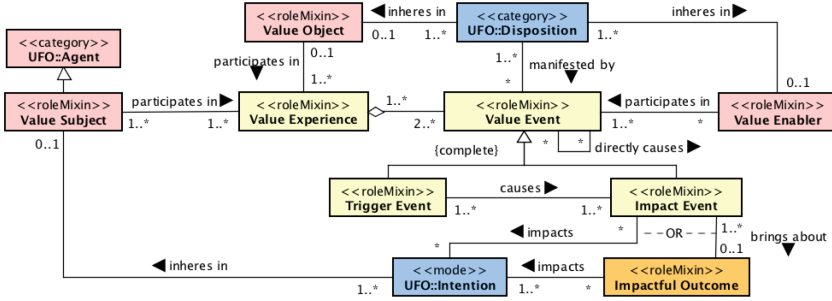 <<roleMixin>>
Value Object
◀ inheres in
0..1
1..*
<<category>>
UFO::Disposition
inheres in ▶
1..*
<<category>>
UFO::Agent
0..1
participates in
▼
1..*
1..*
manifested by
▼
*
0..1
<<roleMixin>>
Value Subject
participates in ▶
1..*
1..*
<<roleMixin>>
Value Experience
1..*
2..*
<<roleMixin>>
Value Event
◀ participates in
1..*
*
<<roleMixin>>
Value Enabler
0..1
{complete}
*
*
directly causes ▶
<<roleMixin>>
Trigger Event
causes ▶
1..*
1..*
<<roleMixin>>
Impact Event
◀ impacts
*
*
OR
1..*
0..1
brings about
▼
◀ inheres in
1..*
<<mode>>
UFO::Intention
◀ impacts
1..*
*
<<roleMixin>>
Impactful Outcome